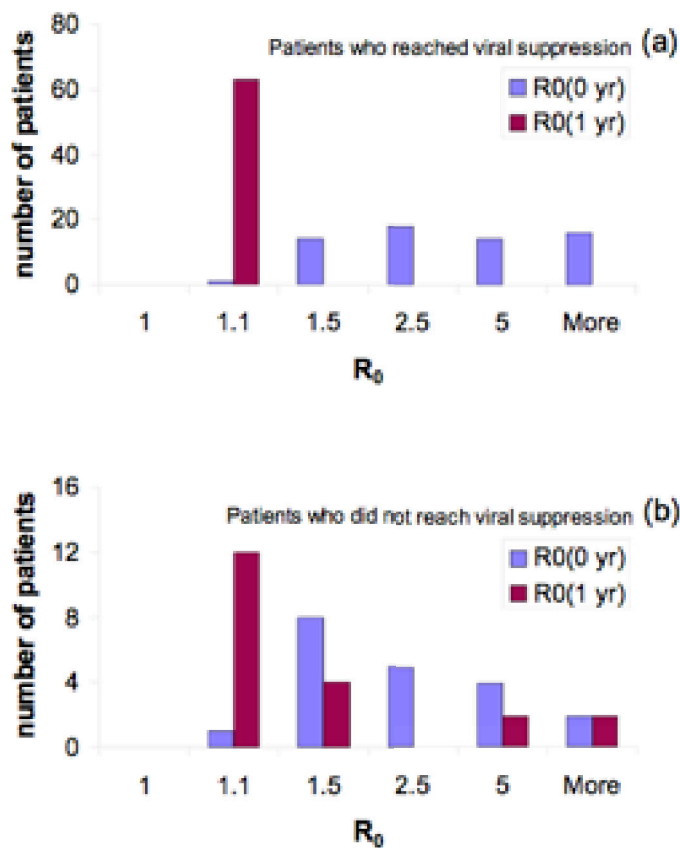 80
Patients who reached viral suppression (a)
R0(0 yr)
R0(1 yr)
60
40
20
0
number of patients
1 1.1 1.5 2.5 5 More
R₀
16
Patients who did not reach viral suppression (b)
R0(0 yr)
R0(1 yr)
12
8
4
0
number of patients
1 1.1 1.5 2.5 5 More
R₀